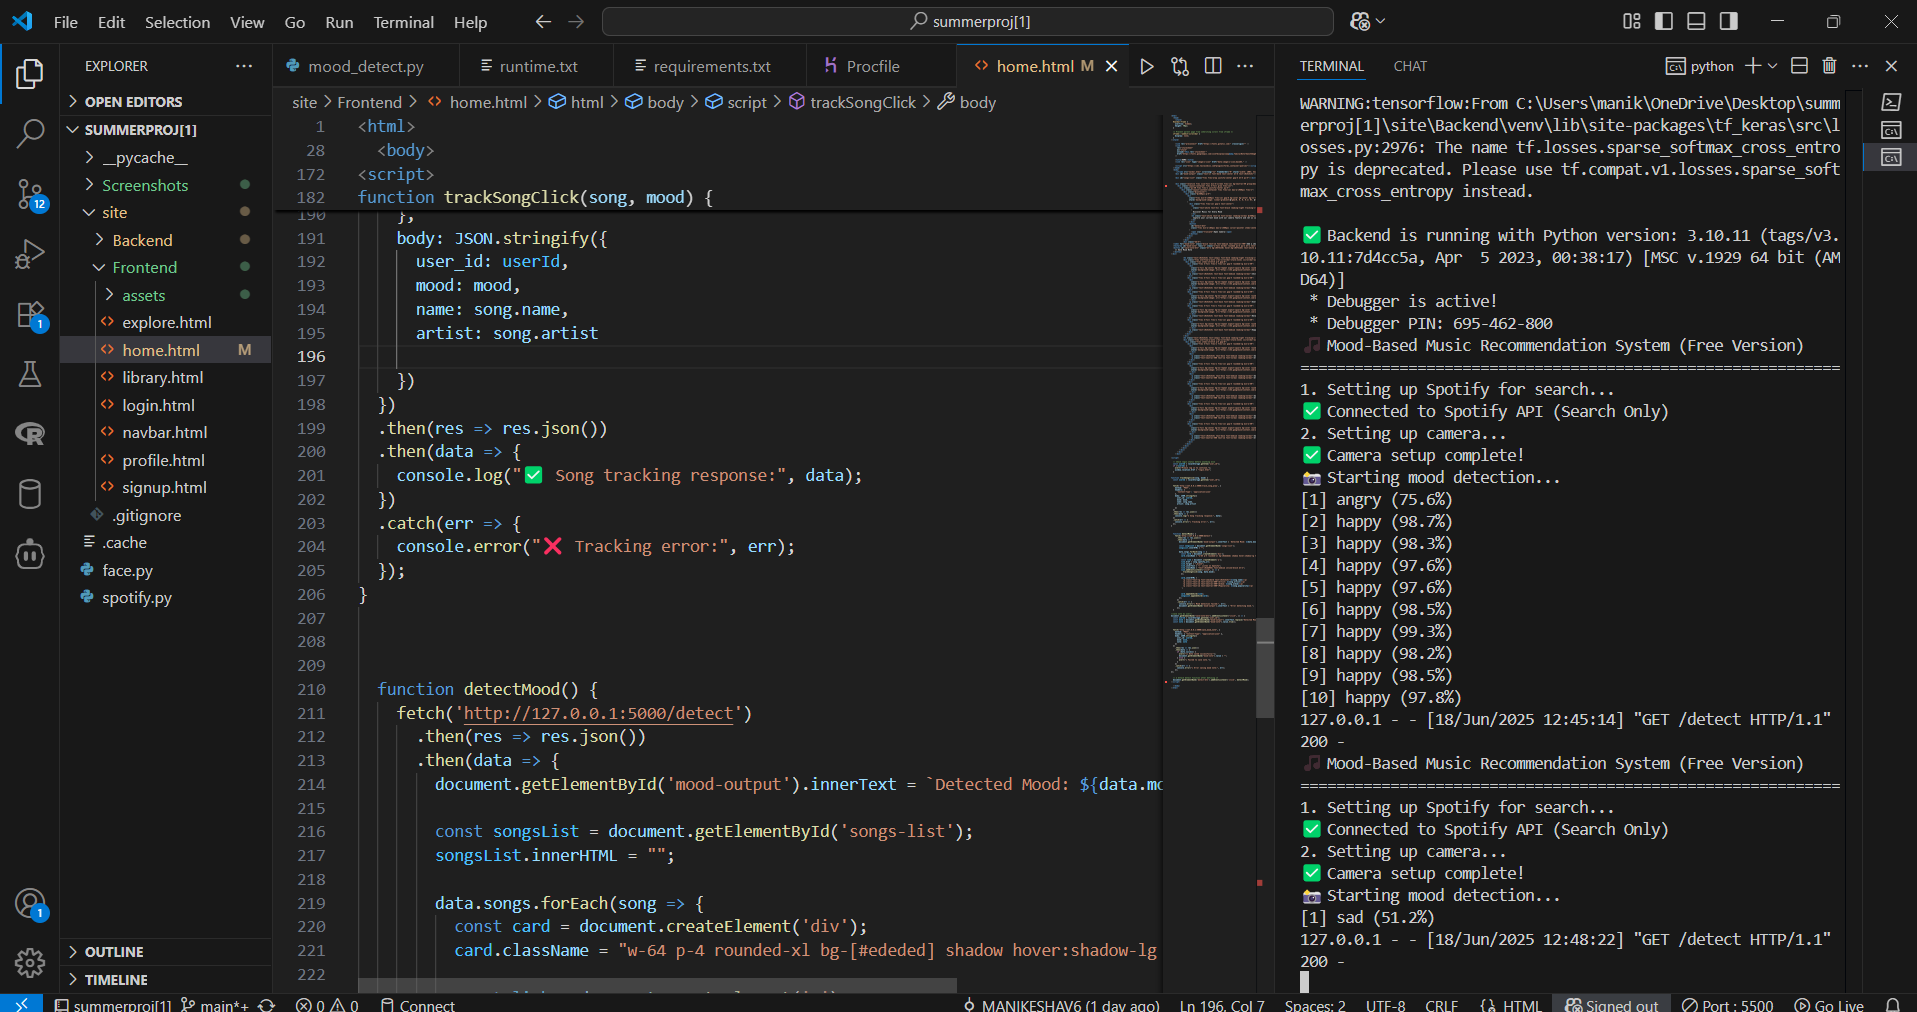 File Edit Selection View Go Run Terminal Help
summerproj[1]
EXPLORER
OPEN EDITORS
SUMMERPROJ[1]
__pycache__
Screenshots
site
Backend
Frontend
assets
explore.html
home.html M
library.html
login.html
navbar.html
profile.html
signup.html
.gitignore
.cache
face.py
spotify.py
OUTLINE
TIMELINE
12
1
1
mood_detect.py runtime.txt requirements.txt Procfile home.html M
site > Frontend > home.html > html > body > script > trackSongClick > body
1 <html>
28 <body>
172 <script>
182 function trackSongClick(song, mood) {
190 },
191 body: JSON.stringify({
192 user_id: userId,
193 mood: mood,
194 name: song.name,
195 artist: song.artist
196
197 })
198 })
199 .then(res => res.json())
200 .then(data => {
201 console.log("✅ Song tracking response:", data);
202 })
203 .catch(err => {
204 console.error("❌ Tracking error:", err);
205 });
206 }
207
208
209
210 function detectMood() {
211 fetch('http://127.0.0.1:5000/detect')
212 .then(res => res.json())
213 .then(data => {
214 document.getElementById('mood-output').innerText = `Detected Mood: ${data.mo
215
216 const songsList = document.getElementById('songs-list');
217 songsList.innerHTML = "";
218
219 data.songs.forEach(song => {
220 const card = document.createElement('div');
221 card.className = "w-64 p-4 rounded-xl bg-[#ededed] shadow hover:shadow-lg
222
TERMINAL CHAT
python
WARNING:tensorflow:From C:\Users\manik\OneDrive\Desktop\summ
erproj[1]\site\Backend\venv\lib\site-packages\tf_keras\src\l
osses.py:2976: The name tf.losses.sparse_softmax_cross_entro
py is deprecated. Please use tf.compat.v1.losses.sparse_soft
max_cross_entropy instead.
✅ Backend is running with Python version: 3.10.11 (tags/v3.
10.11:7d4cc5a, Apr  5 2023, 00:38:17) [MSC v.1929 64 bit (AM
D64)]
* Debugger is active!
* Debugger PIN: 695-462-800
🎵 Mood-Based Music Recommendation System (Free Version)
============================================================
1. Setting up Spotify for search...
✅ Connected to Spotify API (Search Only)
2. Setting up camera...
✅ Camera setup complete!
📸 Starting mood detection...
[1] angry (75.6%)
[2] happy (98.7%)
[3] happy (98.3%)
[4] happy (97.6%)
[5] happy (97.6%)
[6] happy (98.5%)
[7] happy (99.3%)
[8] happy (98.2%)
[9] happy (98.5%)
[10] happy (97.8%)
127.0.0.1 - - [18/Jun/2025 12:45:14] "GET /detect HTTP/1.1"
200 -
🎵 Mood-Based Music Recommendation System (Free Version)
============================================================
1. Setting up Spotify for search...
✅ Connected to Spotify API (Search Only)
2. Setting up camera...
✅ Camera setup complete!
📸 Starting mood detection...
[1] sad (51.2%)
127.0.0.1 - - [18/Jun/2025 12:48:22] "GET /detect HTTP/1.1"
200 -
summerproj[1] main*+ 0 0 Connect MANIKESHAV6 (1 day ago) Ln 196, Col 7 Spaces: 2 UTF-8 CRLF {} HTML Signed out Port : 5500 Go Live